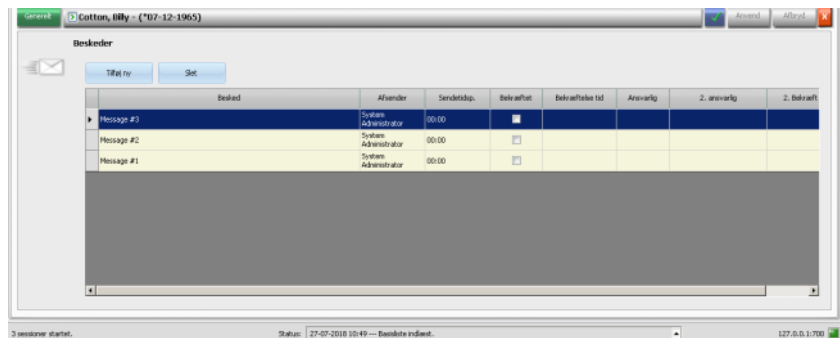 Generelt
Cotton, Billy - (*07-12-1965)
Anvend
Afbryd
X
Beskeder
Tilføj ny
Slet
Besked
Afsender
Sendetidsp.
Bekræftet
Bekræftelse tid
Ansvarlig
2. ansvarlig
2. Bekræft
Message #3
System
Administrator
00:00
Message #2
System
Administrator
00:00
Message #1
System
Administrator
00:00
3 sessioner startet.
Status:
27-07-2018 10:49 --- Basisliste indlæst.
127.0.0.1:700